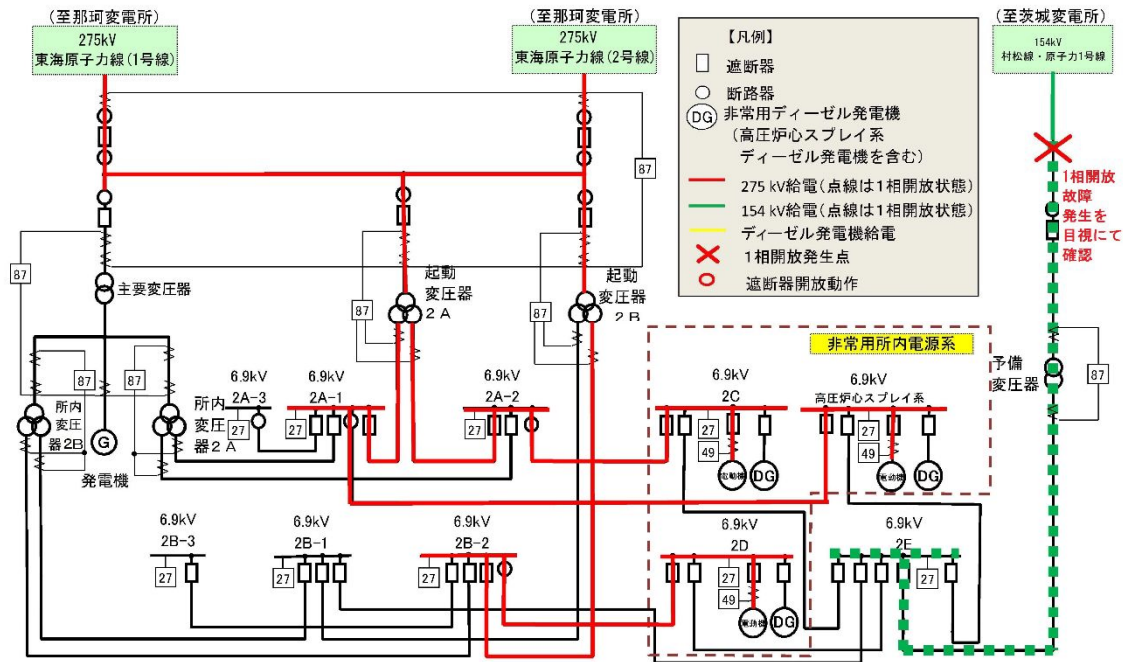 (至那珂変電所)
275kV
東海原子力線(1号線)
(至那珂変電所)
275kV
東海原子力線(2号線)
(至茨城変電所)
154kV
村松線・原子力1号線
【凡例】
遮断器
断路器
DG
非常用ディーゼル発電機
(高圧炉心スプレイ系
ディーゼル発電機を含む)
275 kV給電(点線は1相開放状態)
154 kV給電(点線は1相開放状態)
ディーゼル発電機給電
1相開放発生点
遮断器開放動作
1相開放
故障
発生を
目視にて
確認
87
87
主要変圧器
87
起動
変圧器
2A
87
起動
変圧器
2B
予備
変圧器
87
非常用所内電源系
87
87
所内
変圧
器2B
G
発電機
所内
変圧
器2A
6.9kV
2A-3
27
6.9kV
2A-1
27
6.9kV
2A-2
27
6.9kV
2C
27
49
電動機
DG
6.9kV
高圧炉心スプレイ系
27
49
電動機
DG
6.9kV
2B-3
27
6.9kV
2B-1
27
6.9kV
2B-2
27
6.9kV
2D
27
49
電動機
DG
6.9kV
2E
27